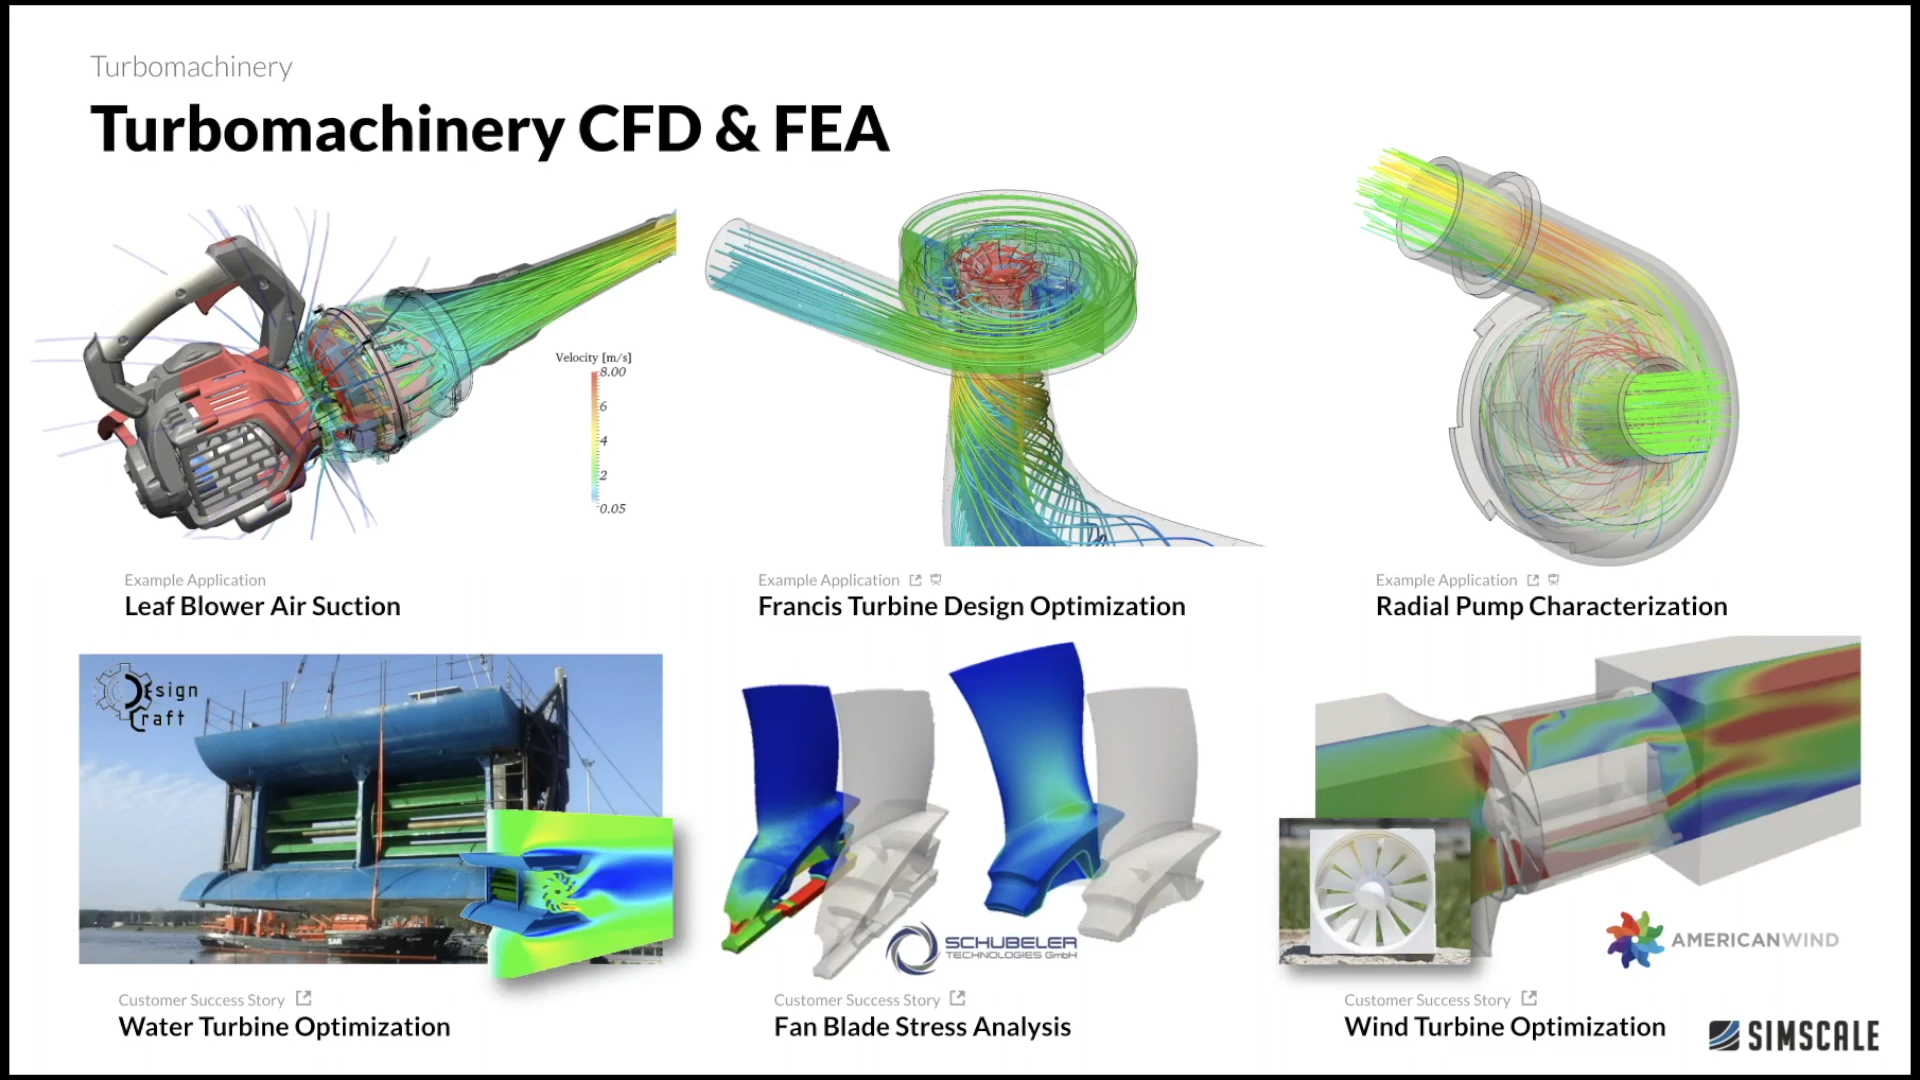 Turbomachinery
Turbomachinery CFD & FEA
Velocity [m/s]
8.00
6
4
2
0.05
Example Application
Leaf Blower Air Suction
Example Application
Francis Turbine Design Optimization
Example Application
Radial Pump Characterization
Design
Craft
SAR
Customer Success Story
Water Turbine Optimization
SCHUBELER
TECHNOLOGIES GmbH
Customer Success Story
Fan Blade Stress Analysis
AMERICANWIND
Customer Success Story
Wind Turbine Optimization
SIMSCALE